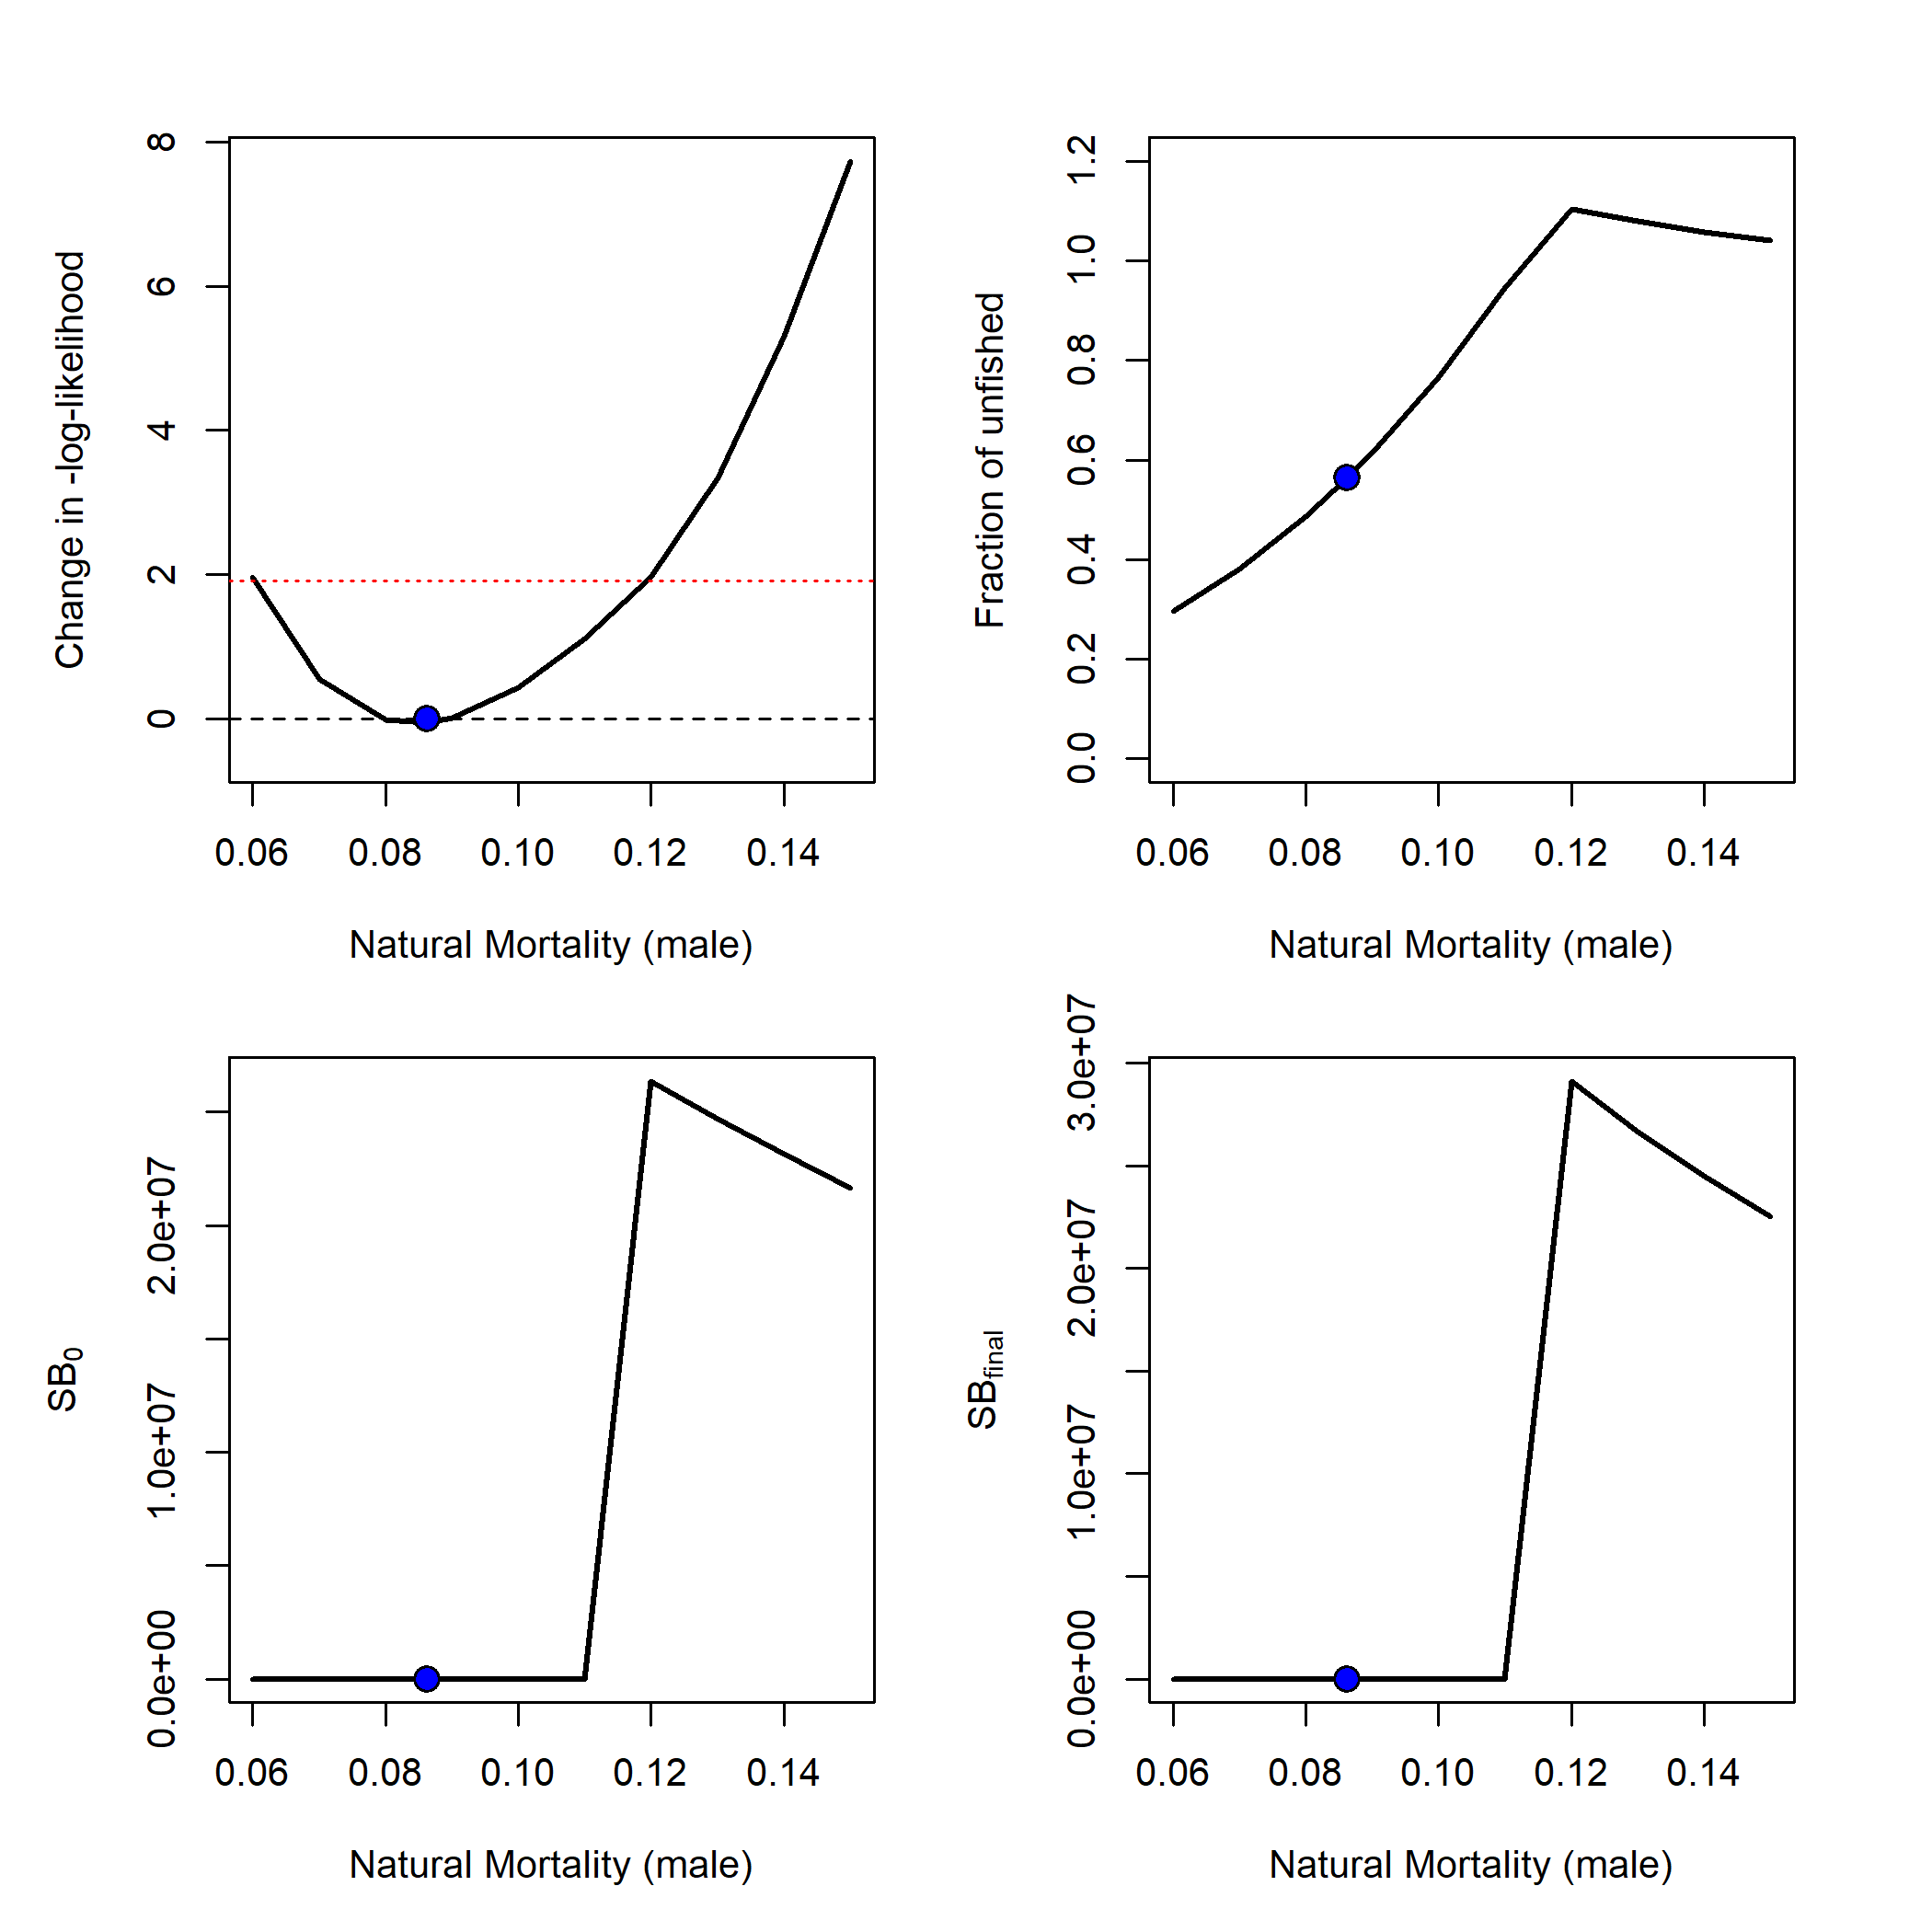 Change in -log-likelihood
8
6
4
2
0
0.06 0.08 0.10 0.12 0.14
Natural Mortality (male)
Fraction of unfished
1.2
1.0
0.8
0.6
0.4
0.2
0.0
0.06 0.08 0.10 0.12 0.14
Natural Mortality (male)
SB0
2.0e+07
1.0e+07
0.0e+00
0.06 0.08 0.10 0.12 0.14
Natural Mortality (male)
SBfinal
3.0e+07
2.0e+07
1.0e+07
0.0e+00
0.06 0.08 0.10 0.12 0.14
Natural Mortality (male)